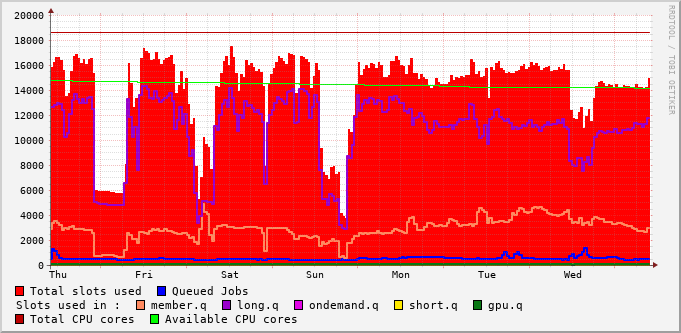 20000
18000
16000
14000
12000
10000
8000
6000
4000
2000
0
Thu Fri Sat Sun Mon Tue Wed
Total slots used Queued Jobs
Slots used in : member.q long.q ondemand.q short.q gpu.q
Total CPU cores Available CPU cores
RRDTOOL / TOBI OETIKER